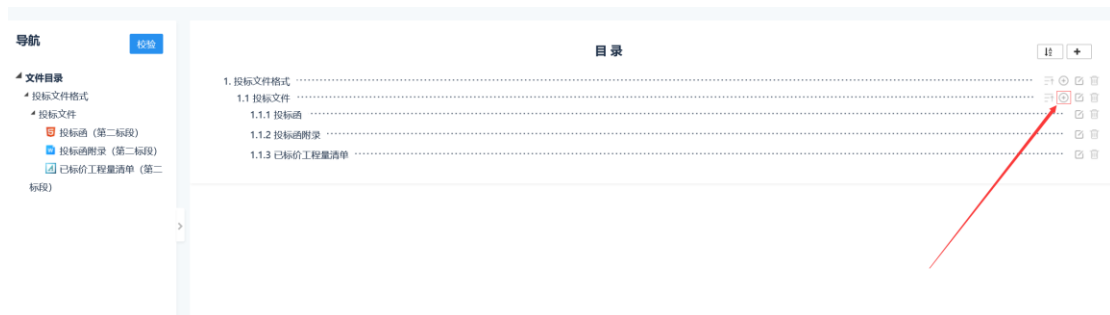 导航
校验
文件目录
投标文件格式
投标文件
投标函（第二标段）
投标函附录（第二标段）
已标价工程量清单（第二
标段）
目 录
1. 投标文件格式
1.1 投标文件
1.1.1 投标函
1.1.2 投标函附录
1.1.3 已标价工程量清单